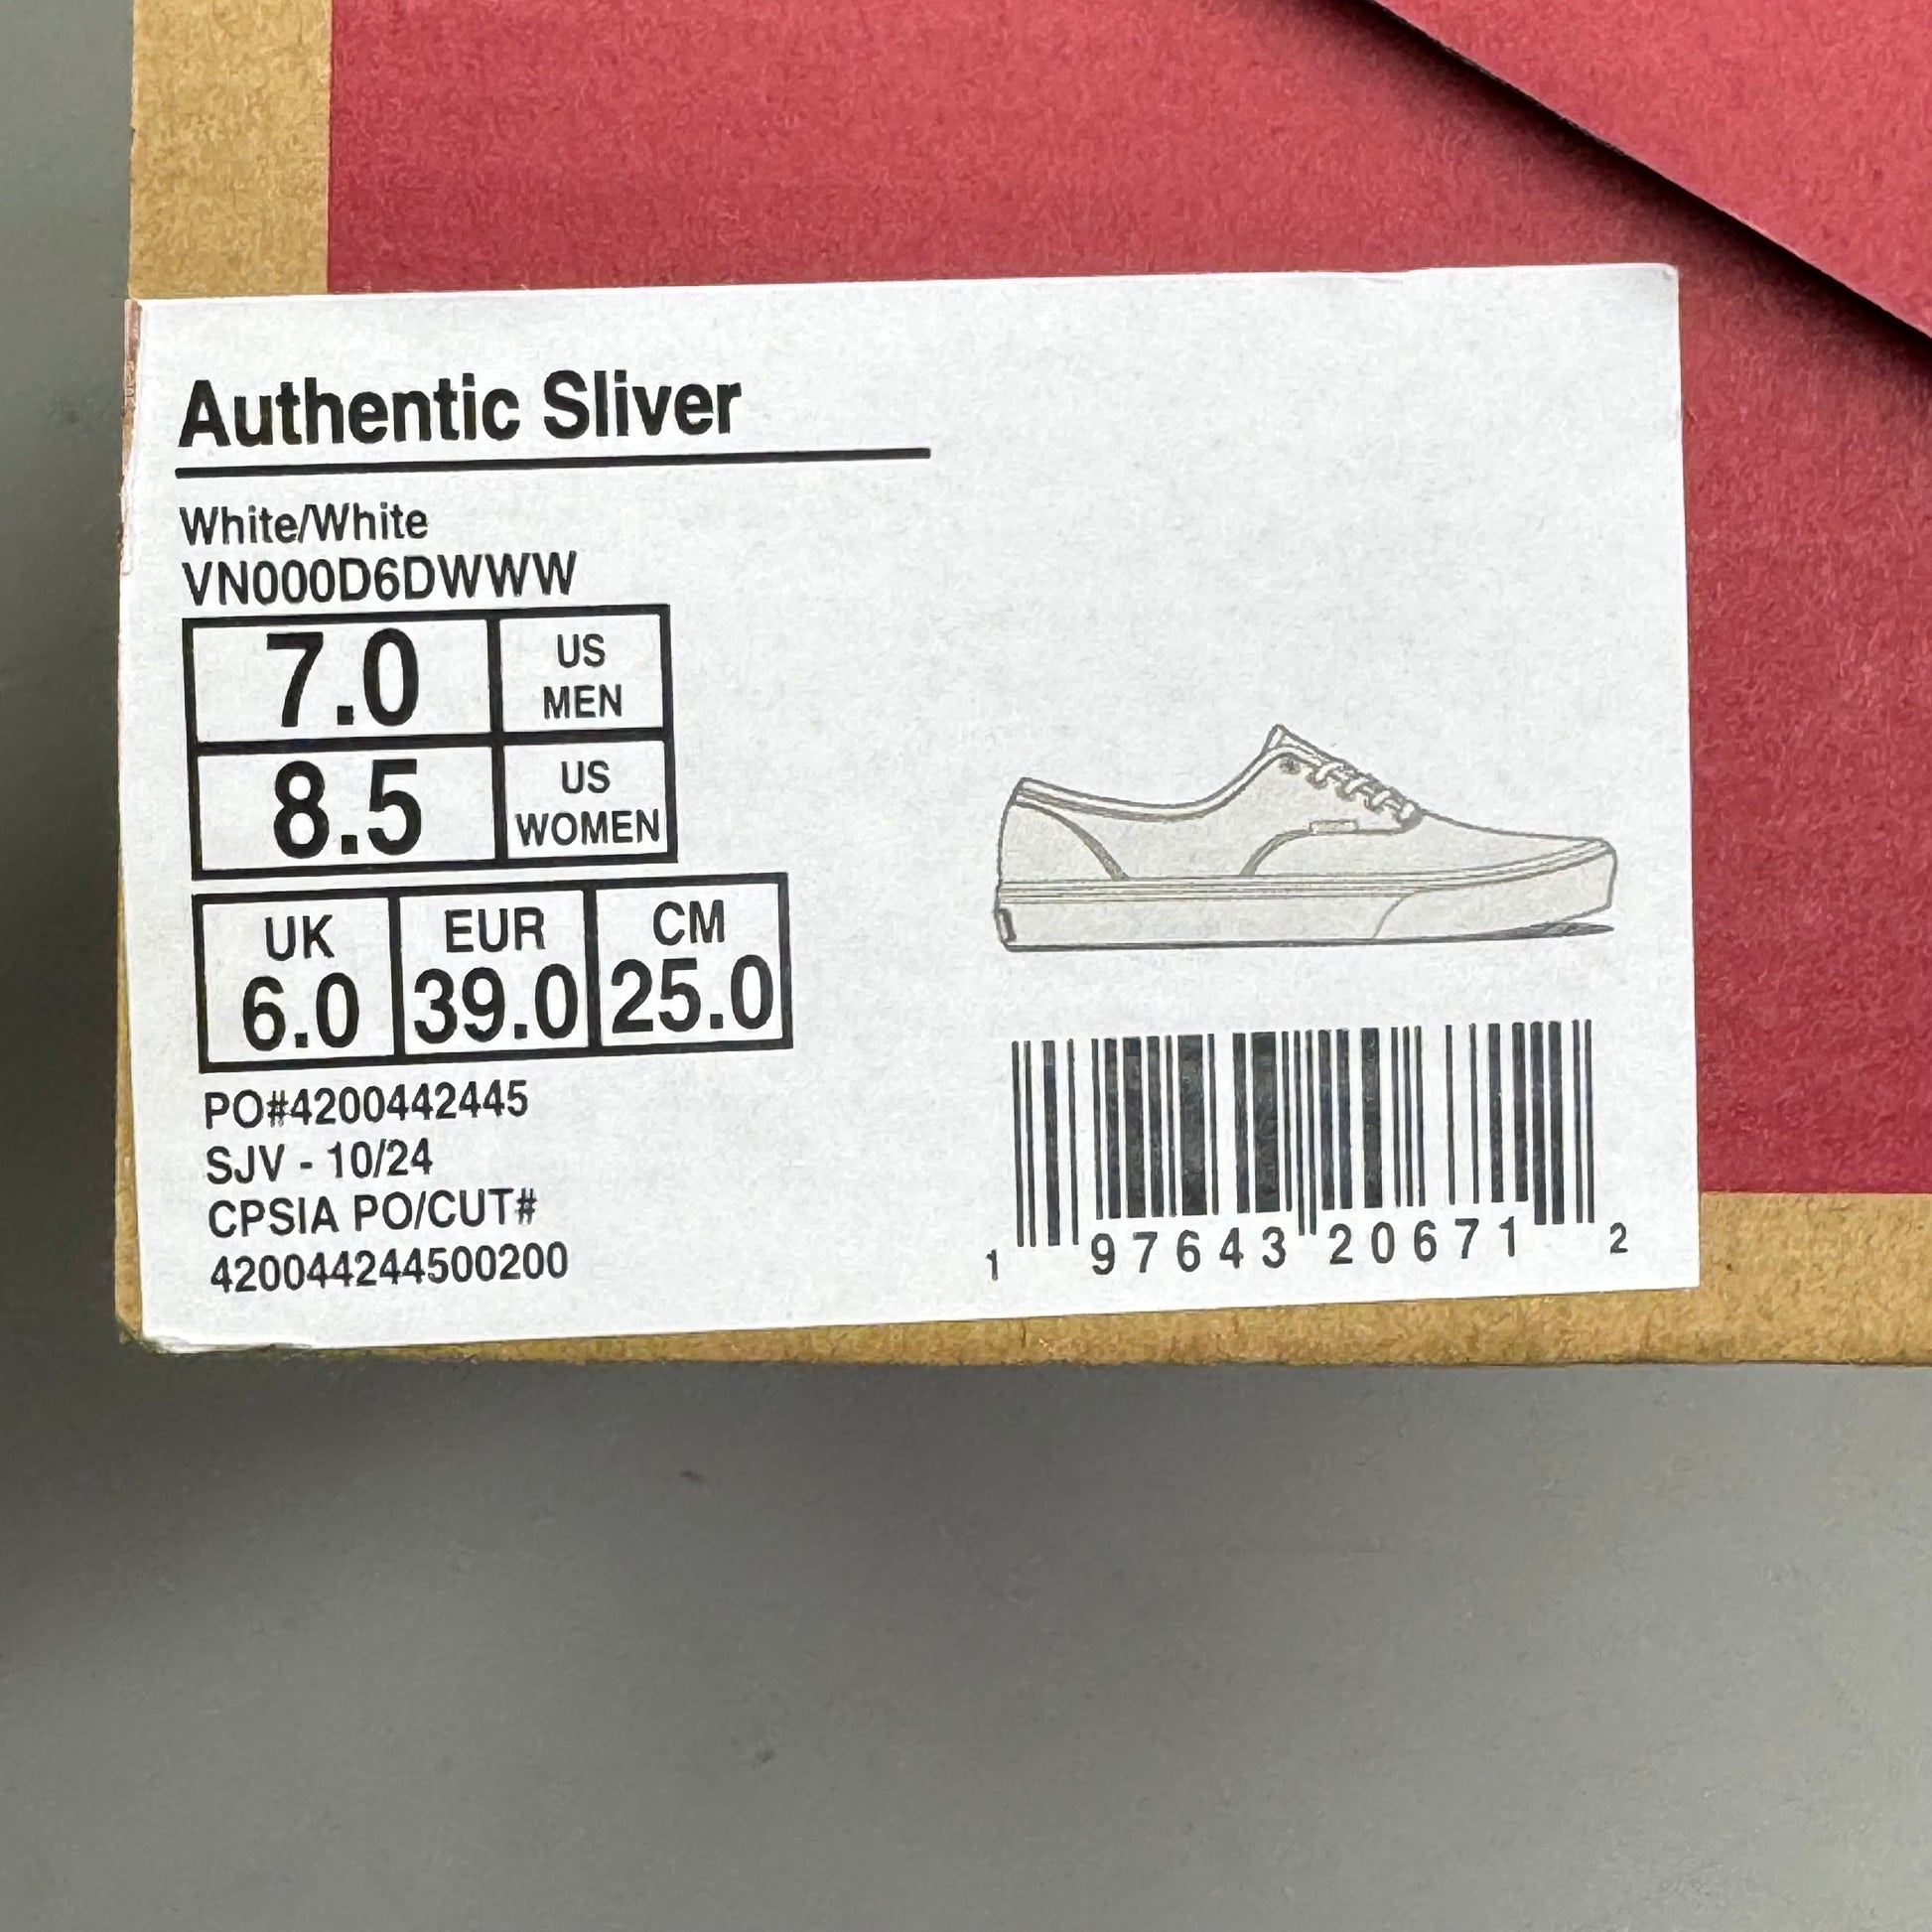 Authentic Sliver
White/White
VN000D6DWWW
7.0 US MEN
8.5 US WOMEN
UK EUR CM
6.0 39.0 25.0
PO#4200442445
SJV - 10/24
CPSIA PO/CUT#
420044244500200
1 97643 20671 2